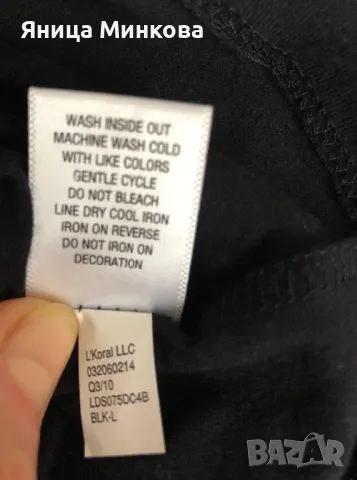 Яница Минкова
WASH INSIDE OUT
MACHINE WASH COLD
WITH LIKE COLORS
GENTLE CYCLE
DO NOT BLEACH
LINE DRY COOL IRON
IRON ON REVERSE
DO NOT IRON ON
DECORATION
L'Koral LLC
032060214
Q3/10
LDS075DC4B
BLK-L
BAZAR